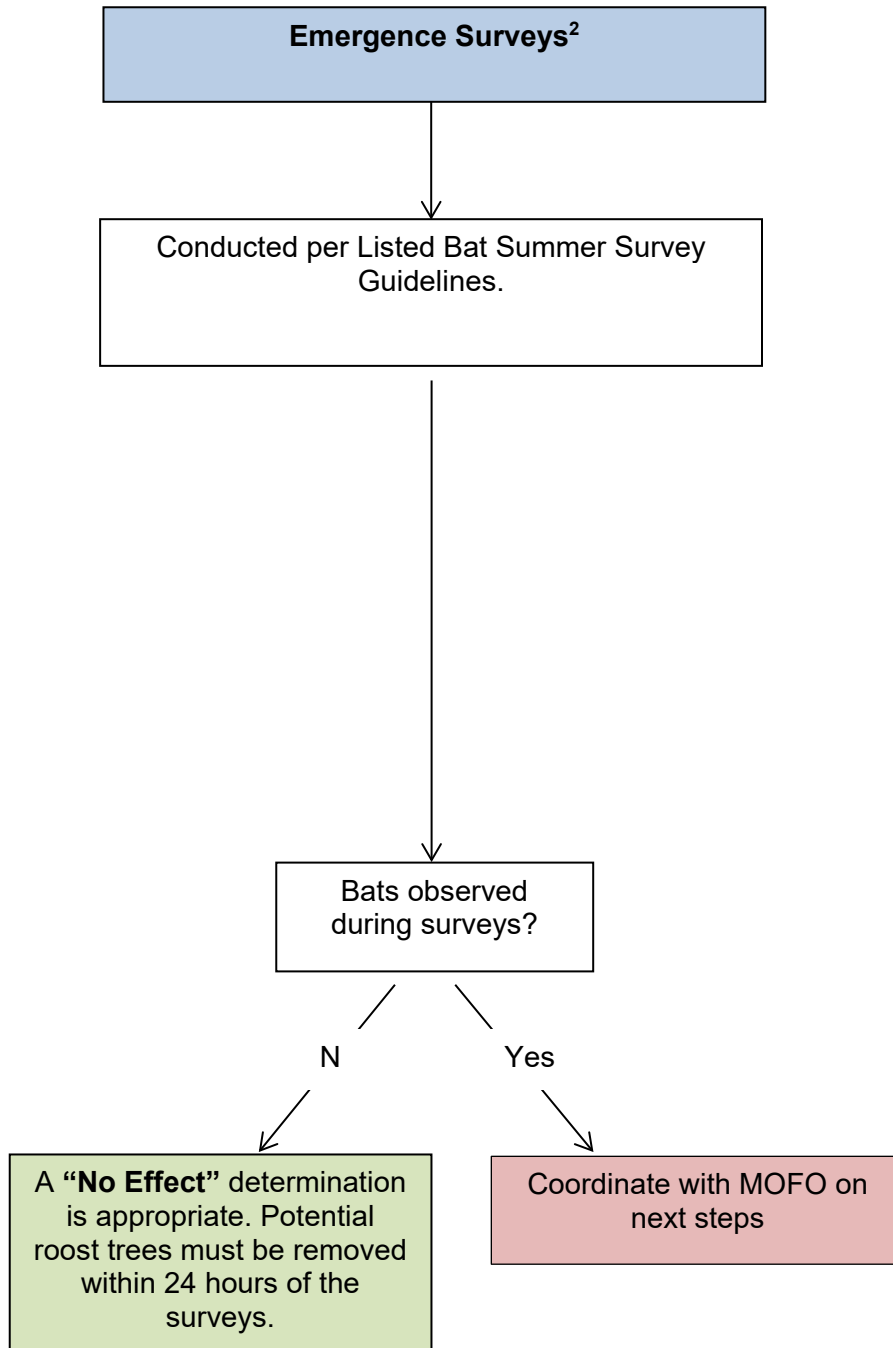 Emergence Surveys²
Conducted per Listed Bat Summer Survey
Guidelines.
Bats observed
during surveys?
N
Yes
A “No Effect” determination
is appropriate. Potential
roost trees must be removed
within 24 hours of the
surveys.
Coordinate with MOFO on
next steps